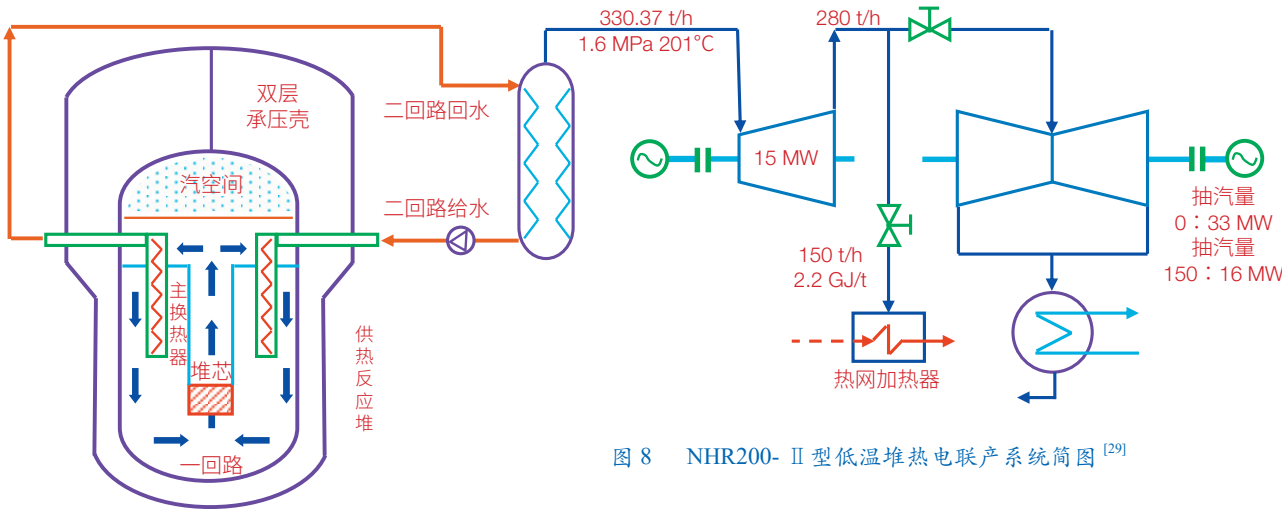 双层
承压壳
汽空间
主换热器
堆芯
一回路
供热反应堆
二回路回水
二回路给水
330.37 t/h
1.6 MPa 201°C
15 MW
280 t/h
150 t/h
2.2 GJ/t
热网加热器
抽汽量
0：33 MW
抽汽量
150：16 MW
图 8 NHR200-Ⅱ型低温堆热电联产系统简图 [29]